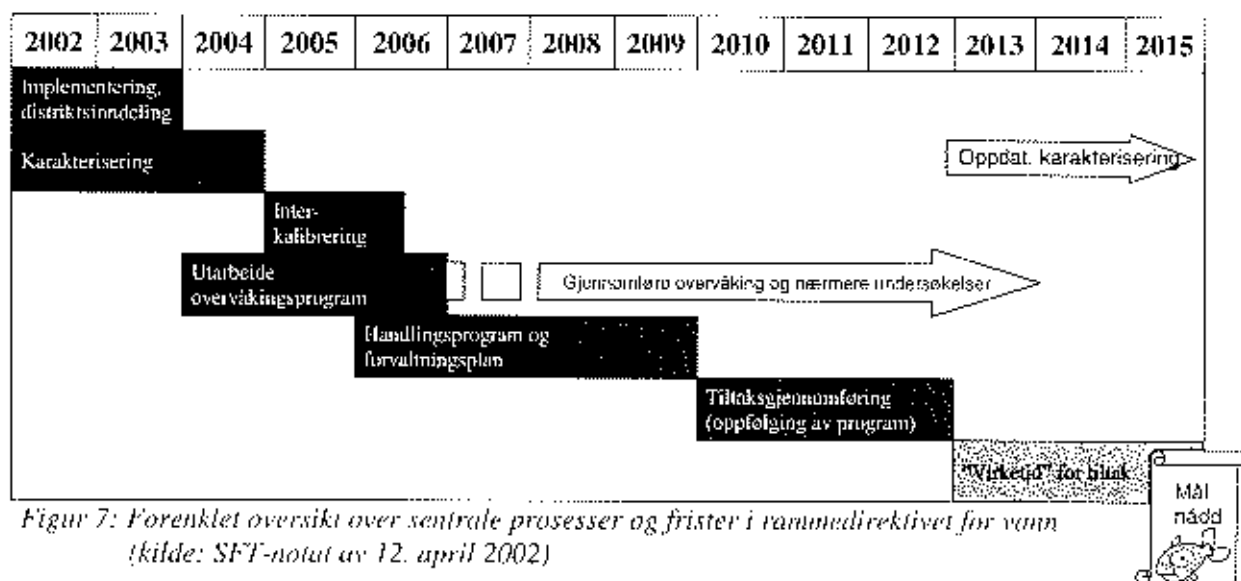 2002 2003 2004 2005 2006 2007 2008 2009 2010 2011 2012 2013 2014 2015
Implementering,
distriktsinndeling
Karakterisering
Oppdat. karakterisering
Inter-
kalibrering
Utarbeide
overvåkingsprogram
Gjennomføre overvåking og nærmere undersøkelser
Handlingsprogram og
forvaltningsplan
Tiltaksgjennomføring
(oppfølging av program)
"Virketid" for tiltak
Mål
nådd
Figur 7: Forenklet oversikt over sentrale prosesser og frister i rammedirektivet for vann
(kilde: SFT-notat av 12. april 2002)